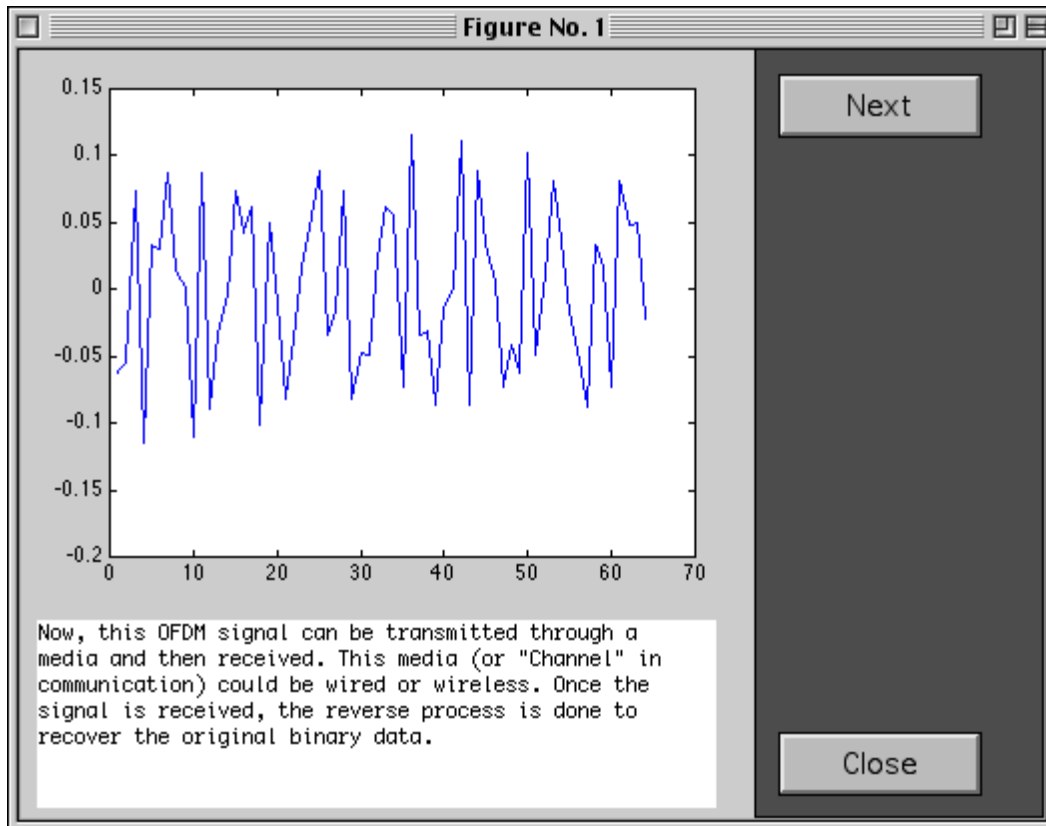 Figure No. 1
Next
0.15
0.1
0.05
0
-0.05
-0.1
-0.15
-0.2
0 10 20 30 40 50 60 70
Now, this OFDM signal can be transmitted through a
media and then received. This media (or "Channel" in
communication) could be wired or wireless. Once the
signal is received, the reverse process is done to
recover the original binary data.
Close